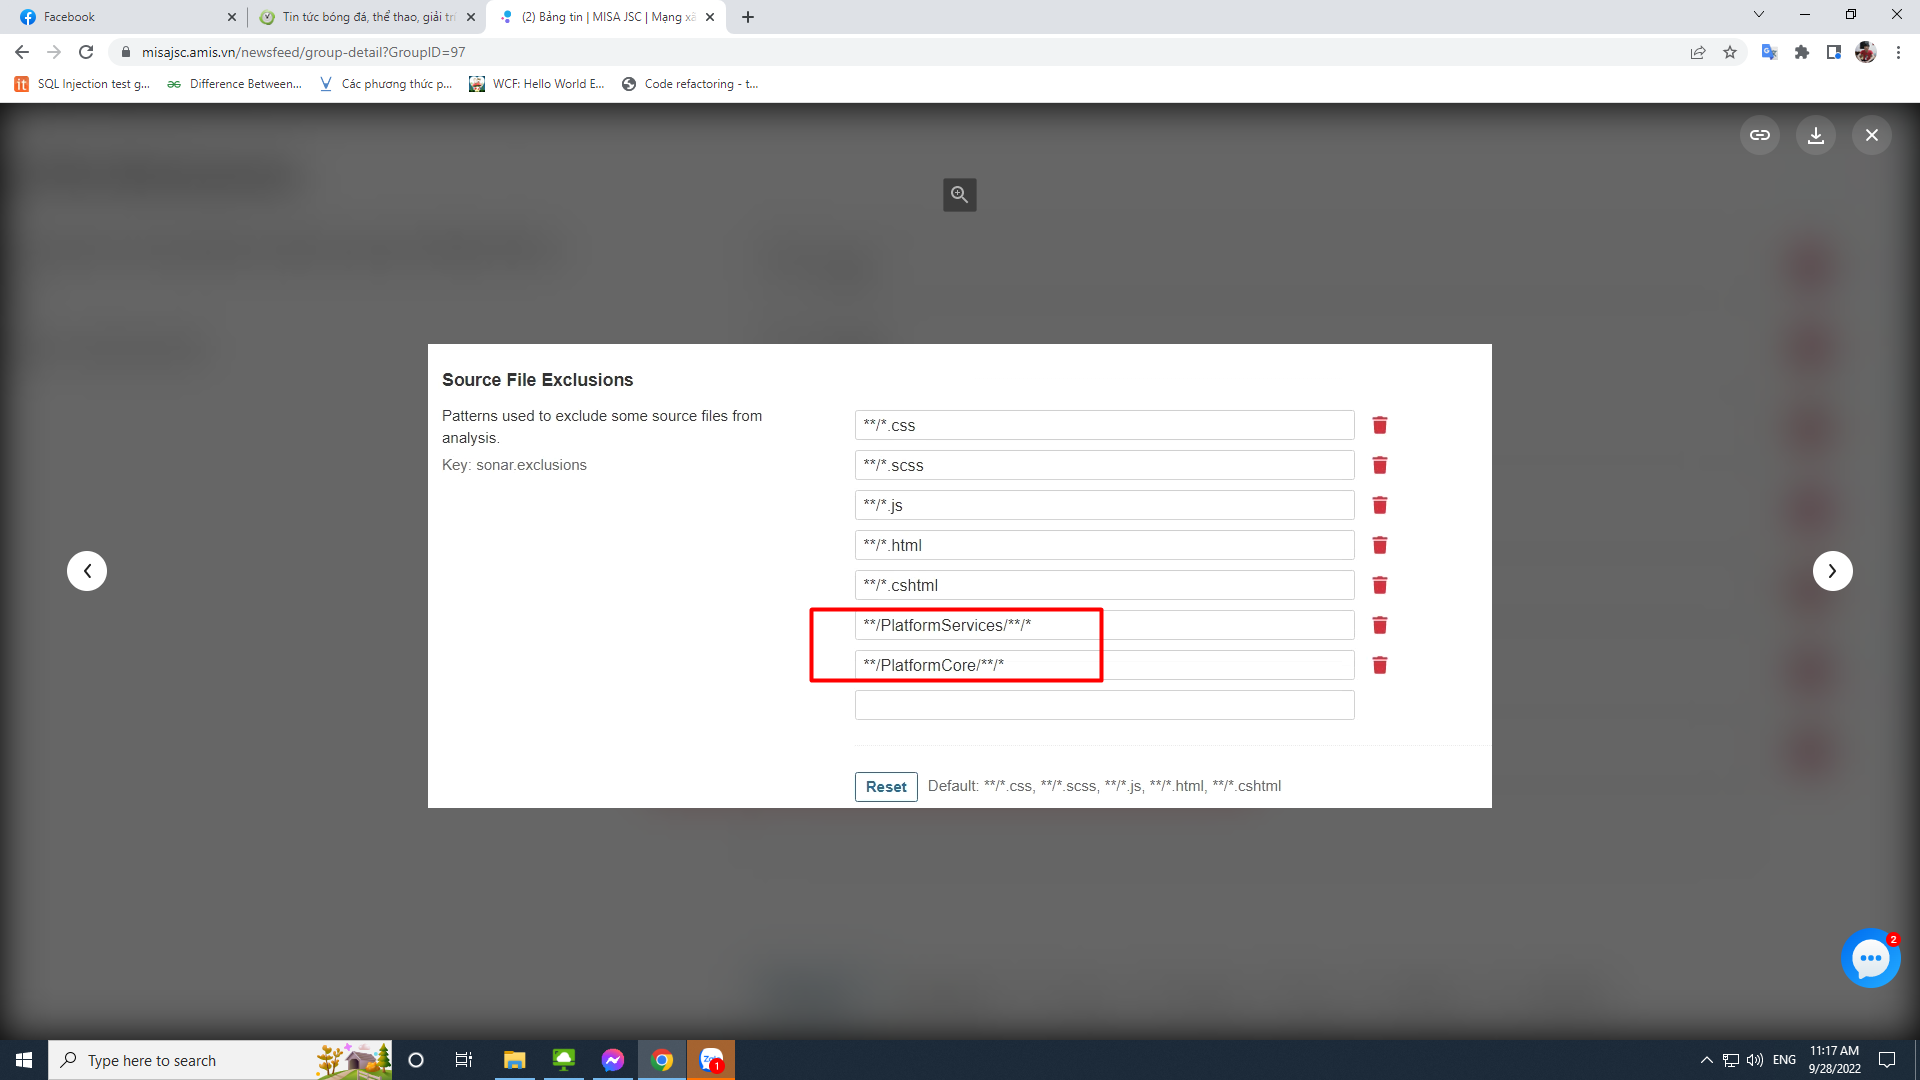 Facebook
Tin tức bóng đá, thể thao, giải trí
(2) Bảng tin | MISA JSC | Mạng xã
misajsc.amis.vn/newsfeed/group-detail?GroupID=97
SQL Injection test g...
Difference Between...
Các phương thức p...
WCF: Hello World E...
Code refactoring - t...
Source File Exclusions
Patterns used to exclude some source files from
analysis.
Key: sonar.exclusions
**/*.css
**/*.scss
**/*.js
**/*.html
**/*.cshtml
**/PlatformServices/**/*
**/PlatformCore/**/*
Reset
Default: **/*.css, **/*.scss, **/*.js, **/*.html, **/*.cshtml
2
Type here to search
Zalo
1
ENG
11:17 AM
9/28/2022